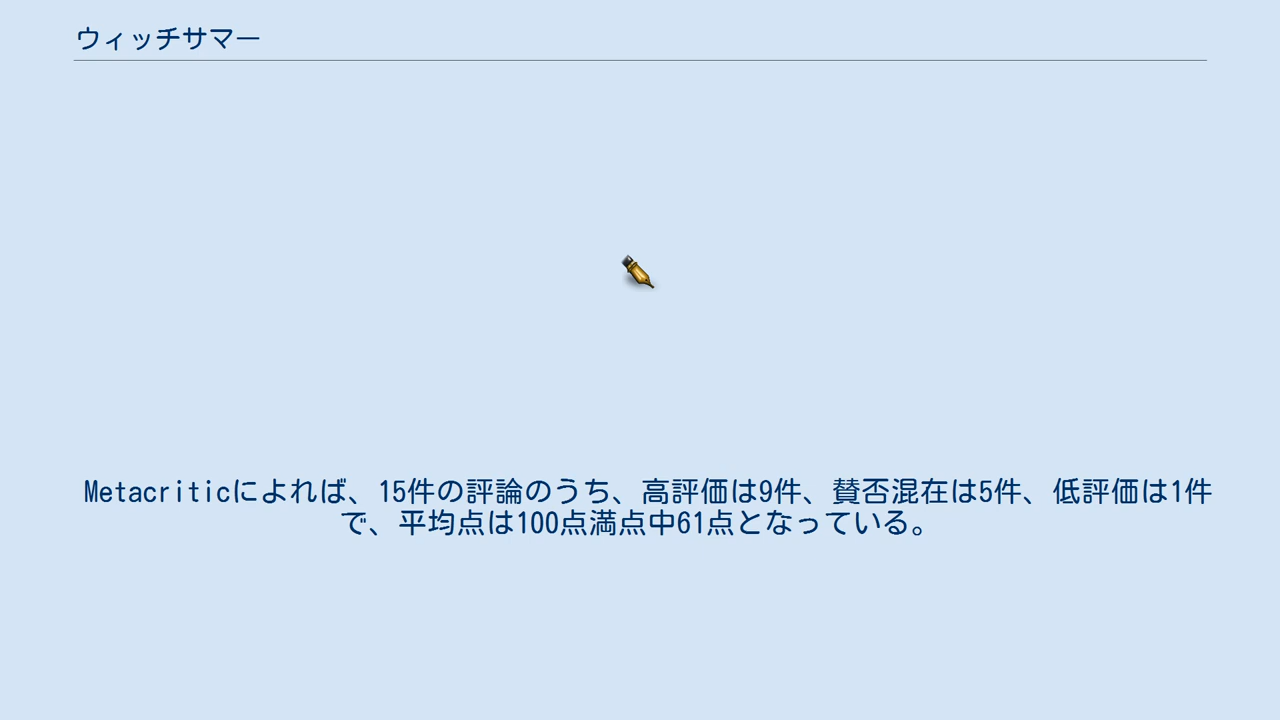 ウィッチサマー
Metacriticによれば、15件の評論のうち、高評価は9件、賛否混在は5件、低評価は1件
で、平均点は100点満点中61点となっている。